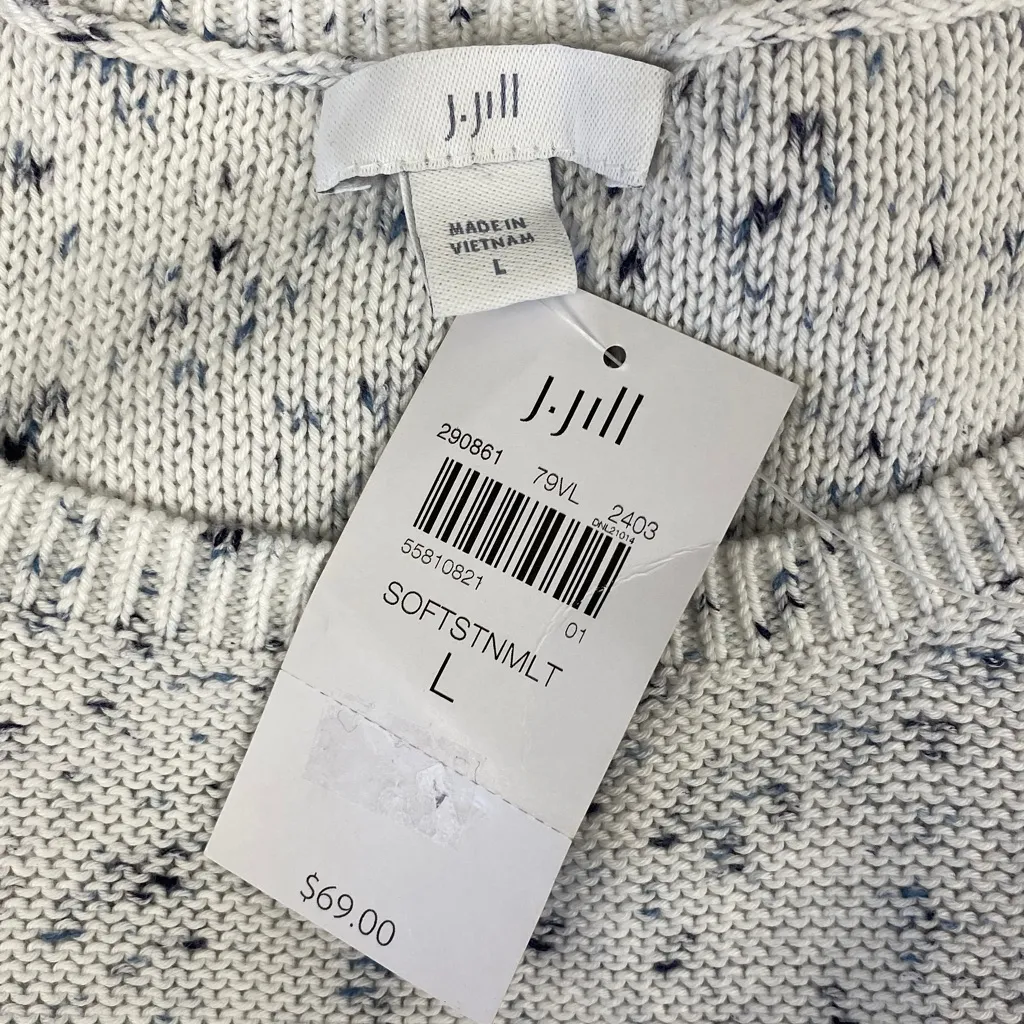 J.Jill
MADE IN
VIETNAM
L
J.Jill
290861 79VL 2403
DNL21014
55810821 01
SOFTSTNMLT
L
$69.00